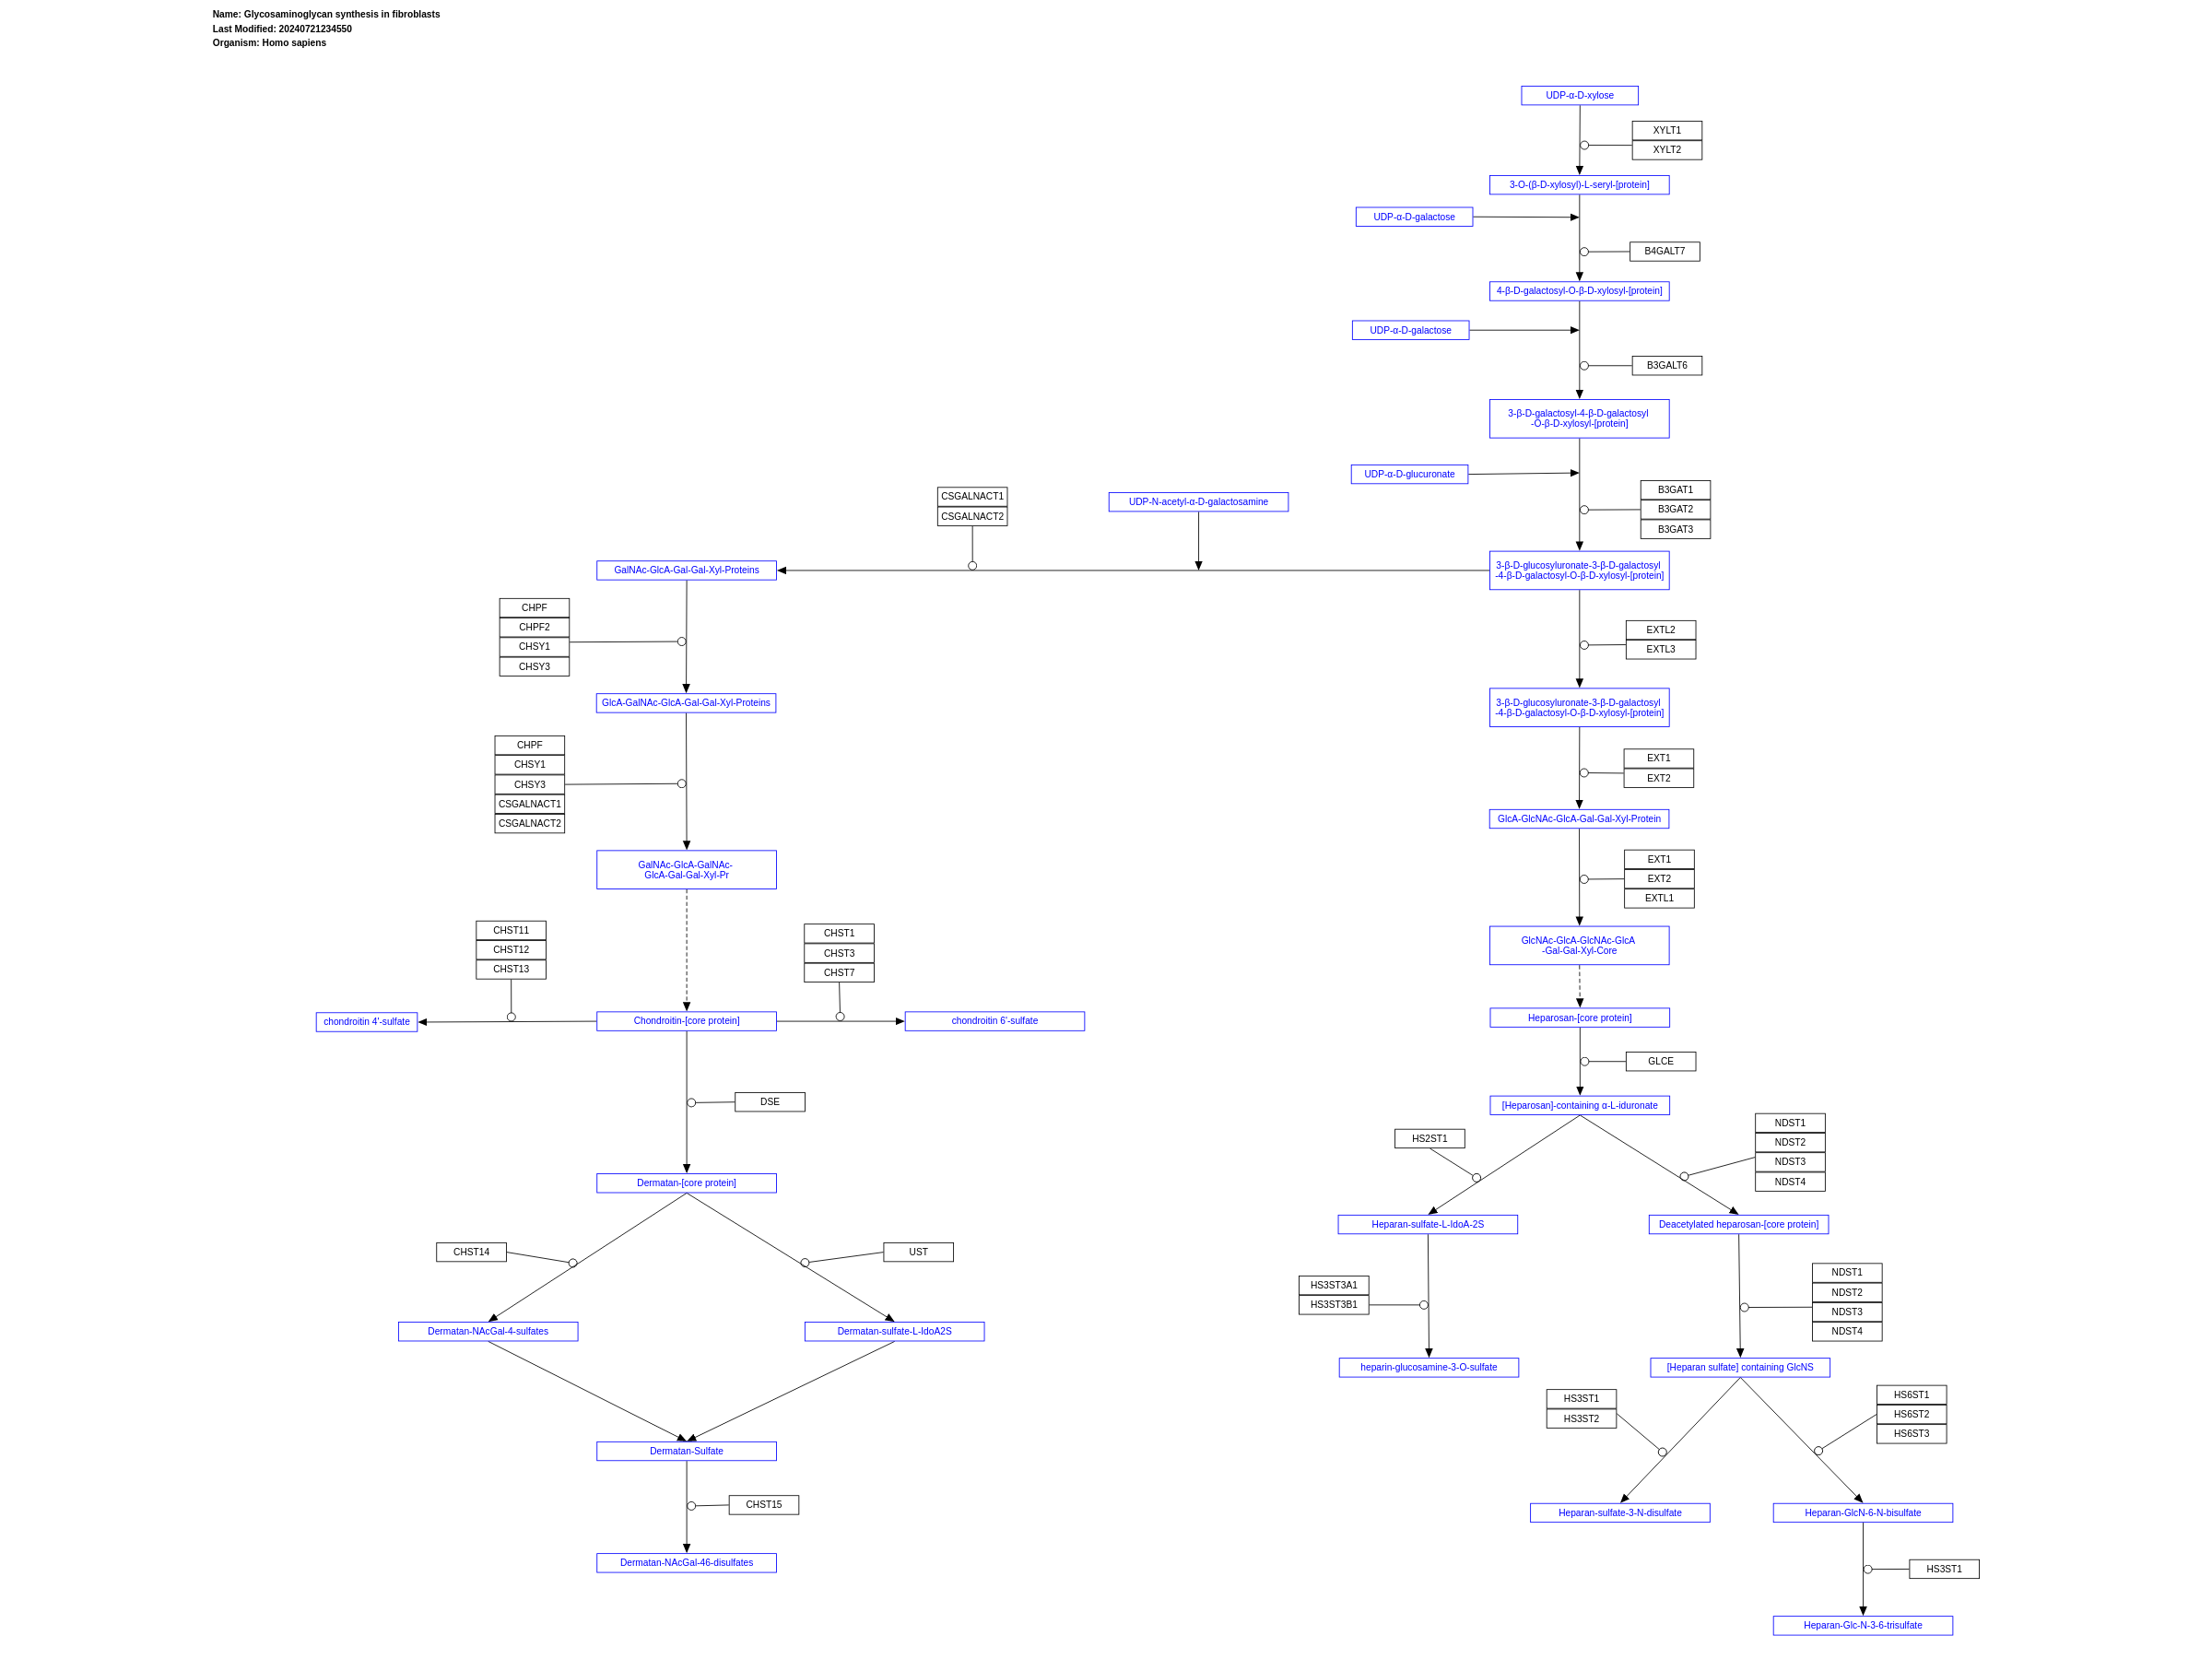 Name: Glycosaminoglycan synthesis in fibroblasts
Last Modified: 20240721234550
Organism: Homo sapiens
UDP-α-D-xylose
XYLT1
XYLT2
3-O-(β-D-xylosyl)-L-seryl-[protein]
UDP-α-D-galactose
B4GALT7
4-β-D-galactosyl-O-β-D-xylosyl-[protein]
UDP-α-D-galactose
B3GALT6
3-β-D-galactosyl-4-β-D-galactosyl
-O-β-D-xylosyl-[protein]
UDP-α-D-glucuronate
B3GAT1
B3GAT2
B3GAT3
CSGALNACT1
CSGALNACT2
UDP-N-acetyl-α-D-galactosamine
GalNAc-GlcA-Gal-Gal-Xyl-Proteins
3-β-D-glucosyluronate-3-β-D-galactosyl
-4-β-D-galactosyl-O-β-D-xylosyl-[protein]
CHPF
CHPF2
CHSY1
CHSY3
EXTL2
EXTL3
GlcA-GalNAc-GlcA-Gal-Gal-Xyl-Proteins
3-β-D-glucosyluronate-3-β-D-galactosyl
-4-β-D-galactosyl-O-β-D-xylosyl-[protein]
CHPF
CHSY1
CHSY3
CSGALNACT1
CSGALNACT2
EXT1
EXT2
GlcA-GlcNAc-GlcA-Gal-Gal-Xyl-Protein
GalNAc-GlcA-GalNAc-
GlcA-Gal-Gal-Xyl-Pr
EXT1
EXT2
EXTL1
CHST11
CHST12
CHST13
CHST1
CHST3
CHST7
GlcNAc-GlcA-GlcNAc-GlcA
-Gal-Gal-Xyl-Core
chondroitin 4'-sulfate
Chondroitin-[core protein]
chondroitin 6'-sulfate
Heparosan-[core protein]
GLCE
DSE
[Heparosan]-containing α-L-iduronate
HS2ST1
NDST1
NDST2
NDST3
NDST4
Dermatan-[core protein]
Heparan-sulfate-L-IdoA-2S
Deacetylated heparosan-[core protein]
CHST14
UST
HS3ST3A1
HS3ST3B1
NDST1
NDST2
NDST3
NDST4
Dermatan-NAcGal-4-sulfates
Dermatan-sulfate-L-IdoA2S
heparin-glucosamine-3-O-sulfate
[Heparan sulfate] containing GlcNS
HS3ST1
HS3ST2
HS6ST1
HS6ST2
HS6ST3
Dermatan-Sulfate
CHST15
Heparan-sulfate-3-N-disulfate
Heparan-GlcN-6-N-bisulfate
Dermatan-NAcGal-46-disulfates
HS3ST1
Heparan-Glc-N-3-6-trisulfate